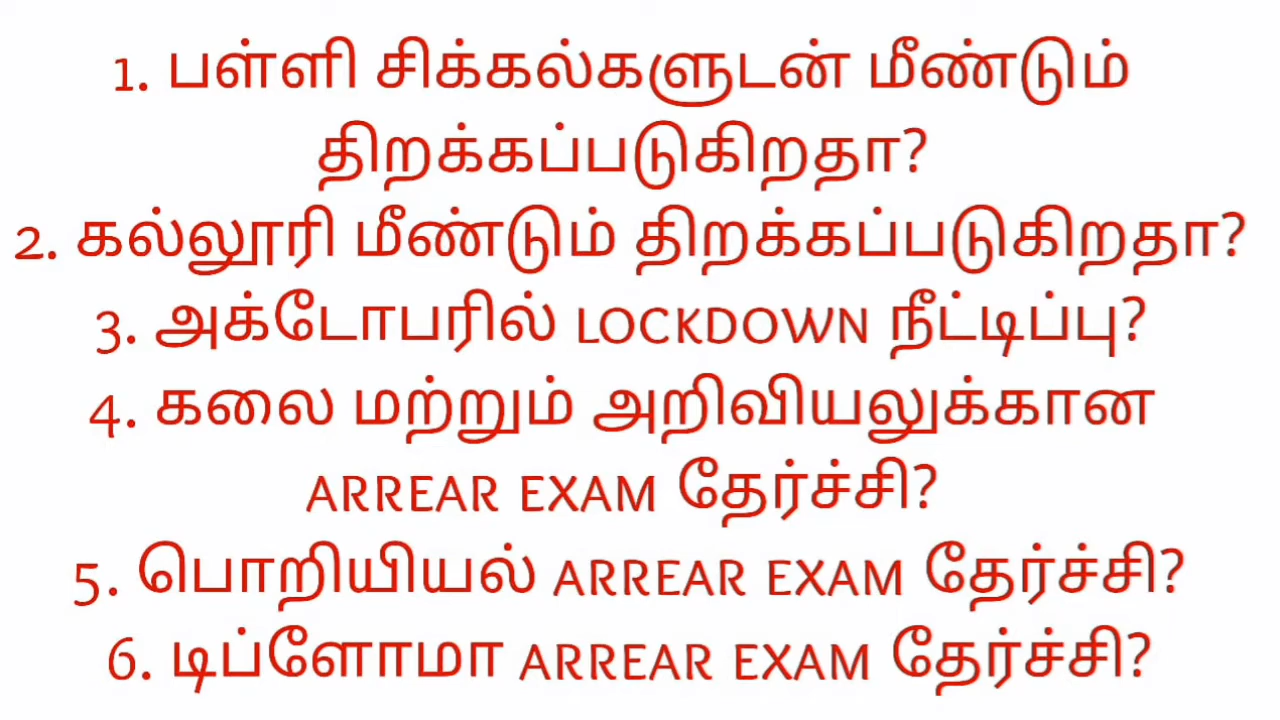 1. பள்ளி சிக்கல்களுடன் மீண்டும்
திறக்கப்படுகிறதா?
2. கல்லூரி மீண்டும் திறக்கப்படுகிறதா?
3. அக்டோபரில் LOCKDOWN நீட்டிப்பு?
4. கலை மற்றும் அறிவியலுக்கான
ARREAR EXAM தேர்ச்சி?
5. பொறியியல் ARREAR EXAM தேர்ச்சி?
6. டிப்ளோமா ARREAR EXAM தேர்ச்சி?